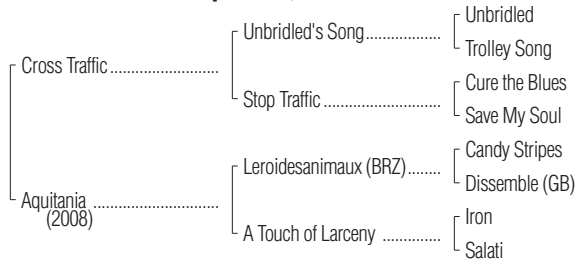 Unbridled
Unbridled's Song..................
Trolley Song
Cross Traffic..........................
Cure the Blues
Stop Traffic ............................
Save My Soul
Candy Stripes
Leroidesanimaux (BRZ)........
Dissemble (GB)
Aquitania ..............................
(2008)
Iron
A Touch of Larceny ..............
Salati